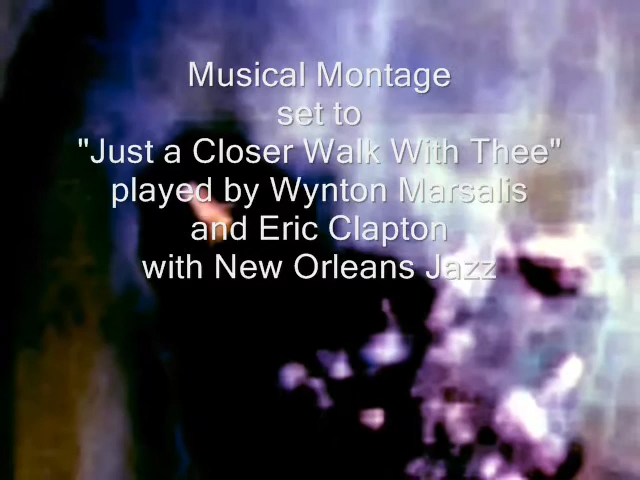 Musical Montage
set to
"Just a Closer Walk With Thee"
played by Wynton Marsalis
and Eric Clapton
with New Orleans Jazz